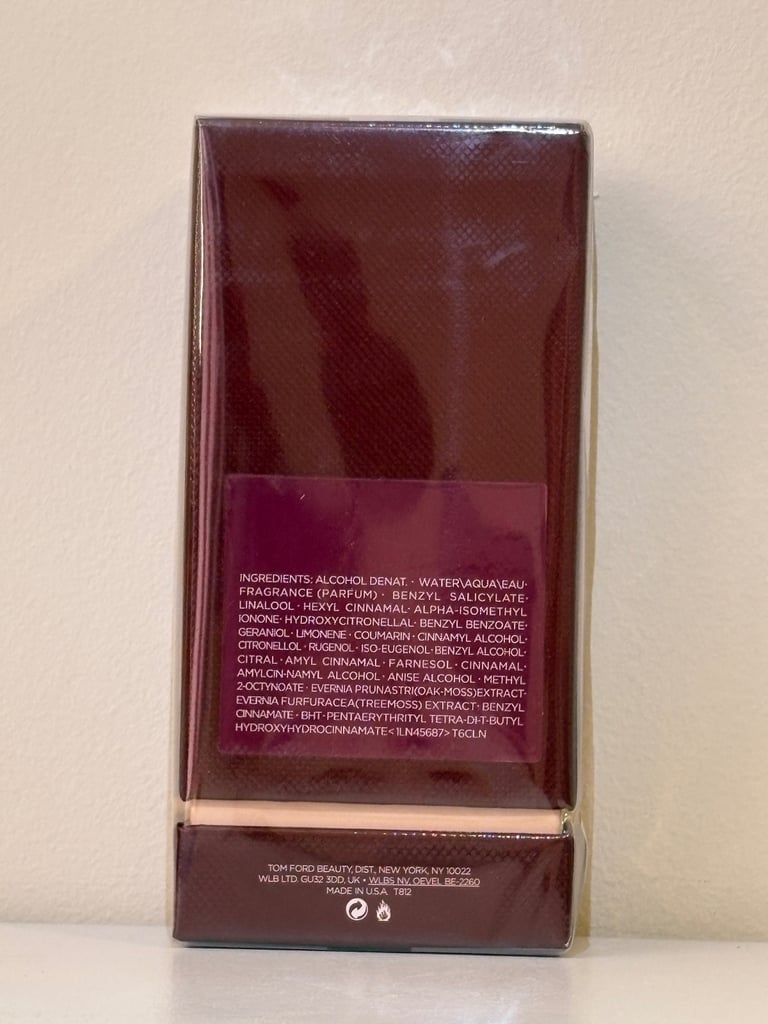 INGREDIENTS: ALCOHOL DENAT. · WATER\AQUA\EAU·
FRAGRANCE (PARFUM) · BENZYL SALICYLATE·
LINALOOL · HEXYL CINNAMAL· ALPHA-ISOMETHYL
IONONE· HYDROXYCITRONELLAL· BENZYL BENZOATE·
GERANIOL· LIMONENE · COUMARIN · CINNAMYL ALCOHOL·
CITRONELLOL · RUGENOL · ISO-EUGENOL·BENZYL ALCOHOL·
CITRAL · AMYL CINNAMAL · FARNESOL · CINNAMAL·
AMYLCIN-NAMYL ALCOHOL · ANISE ALCOHOL · METHYL
2-OCTYNOATE · EVERNIA PRUNASTRI(OAK-MOSS)EXTRACT·
EVERNIA FURFURACEA(TREEMOSS) EXTRACT· BENZYL
CINNAMATE · BHT·PENTAERYTHRITYL TETRA-DI-T-BUTYL
HYDROXYHYDROCINNAMATE<1LN45687> T6CLN
TOM FORD BEAUTY, DIST., NEW YORK, NY 10022
WLB LTD. GU32 3DD, UK • WLBS NV, OEVEL BE-2260
MADE IN U.S.A. T812